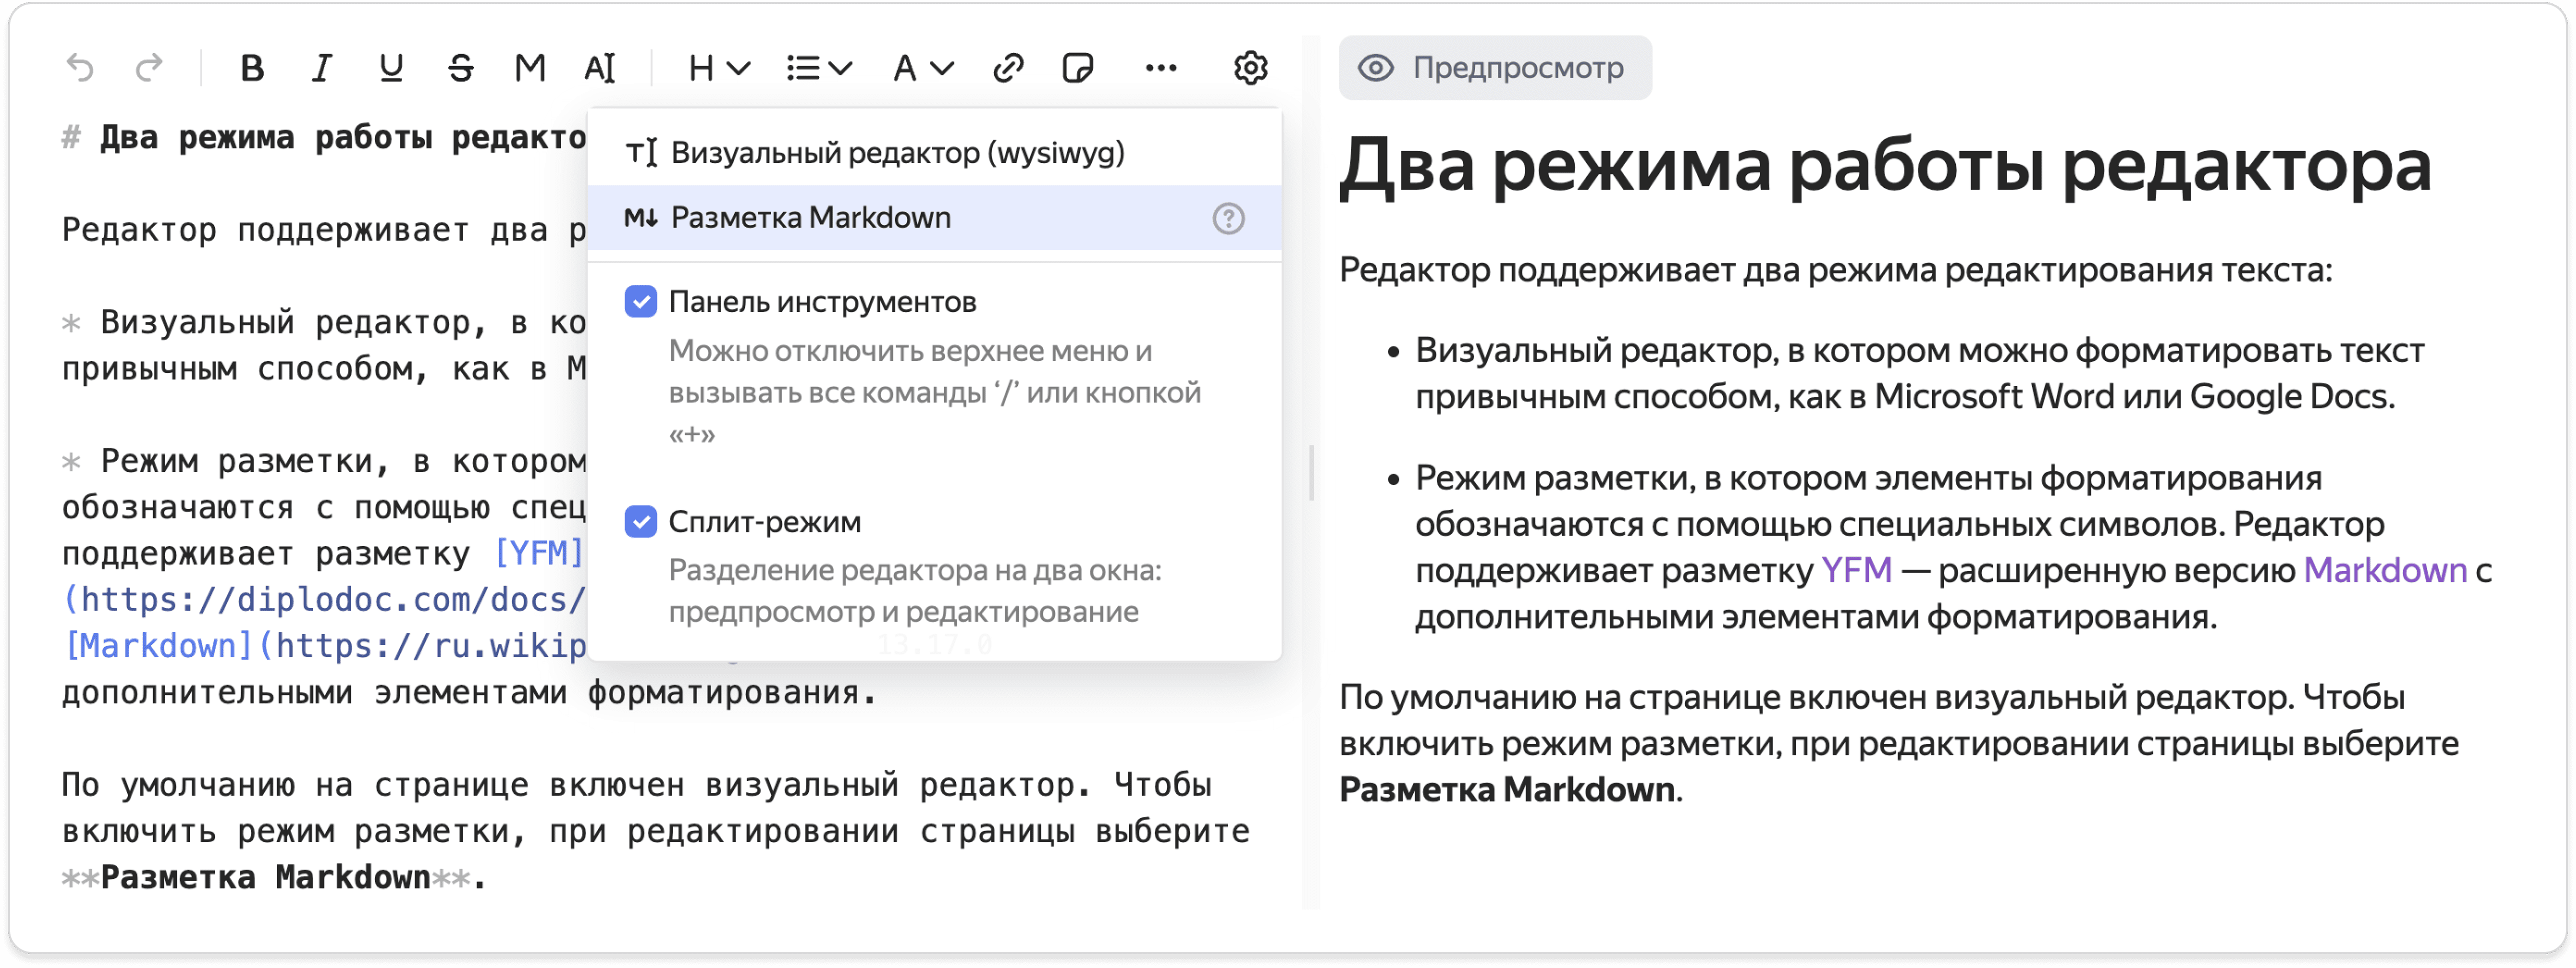 B I U S M AI H A
# Два режима работы редакто
Редактор поддерживает два р
* Визуальный редактор, в ко
привычным способом, как в M
* Режим разметки, в котором
обозначаются с помощью спец
поддерживает разметку [YFM]
(https://diplodoc.com/docs/
[Markdown](https://ru.wikip
дополнительными элементами форматирования.
По умолчанию на странице включен визуальный редактор. Чтобы
включить режим разметки, при редактировании страницы выберите
**Разметка Markdown**.
Визуальный редактор (wysiwyg)
M↓ Разметка Markdown ?
Панель инструментов
Можно отключить верхнее меню и
вызывать все команды ‘/’ или кнопкой
«+»
Сплит-режим
Разделение редактора на два окна:
предпросмотр и редактирование
13.17.0
Предпросмотр
Два режима работы редактора
Редактор поддерживает два режима редактирования текста:
• Визуальный редактор, в котором можно форматировать текст
привычным способом, как в Microsoft Word или Google Docs.
• Режим разметки, в котором элементы форматирования
обозначаются с помощью специальных символов. Редактор
поддерживает разметку YFM — расширенную версию Markdown с
дополнительными элементами форматирования.
По умолчанию на странице включен визуальный редактор. Чтобы
включить режим разметки, при редактировании страницы выберите
Разметка Markdown.